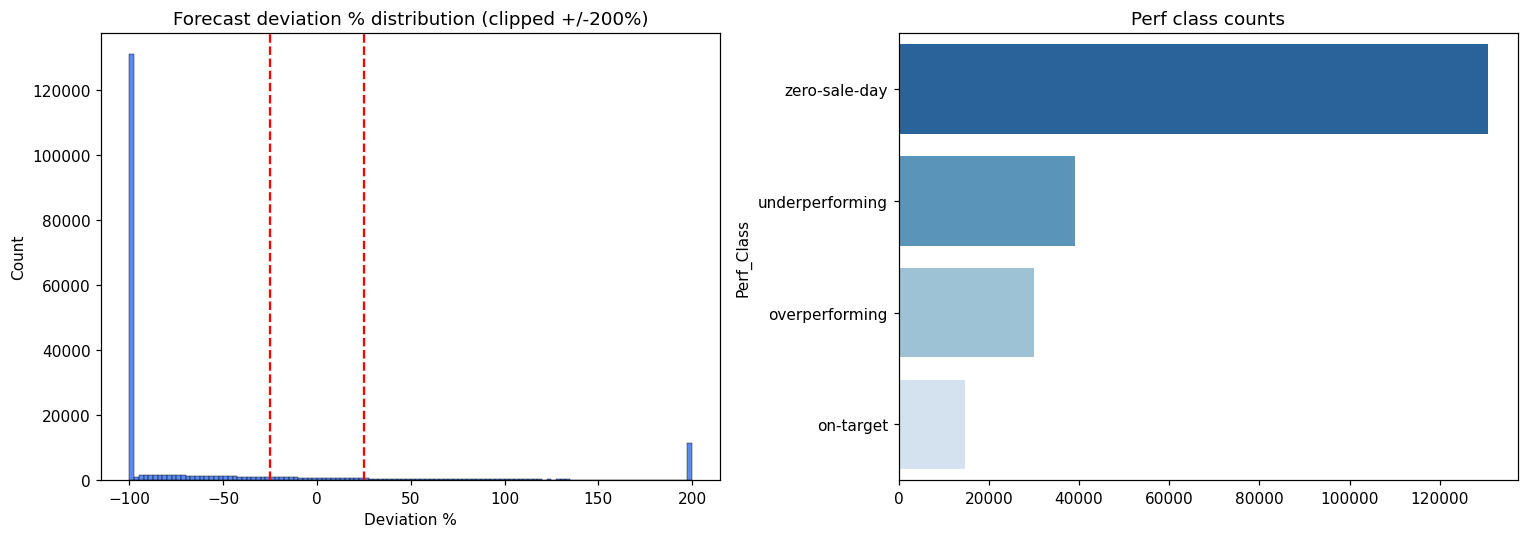 Forecast deviation % distribution (clipped +/-200%)
Count
120000
100000
80000
60000
40000
20000
0
−100
−50
0
50
100
150
200
Deviation %
Perf class counts
Perf_Class
zero-sale-day
underperforming
overperforming
on-target
0
20000
40000
60000
80000
100000
120000